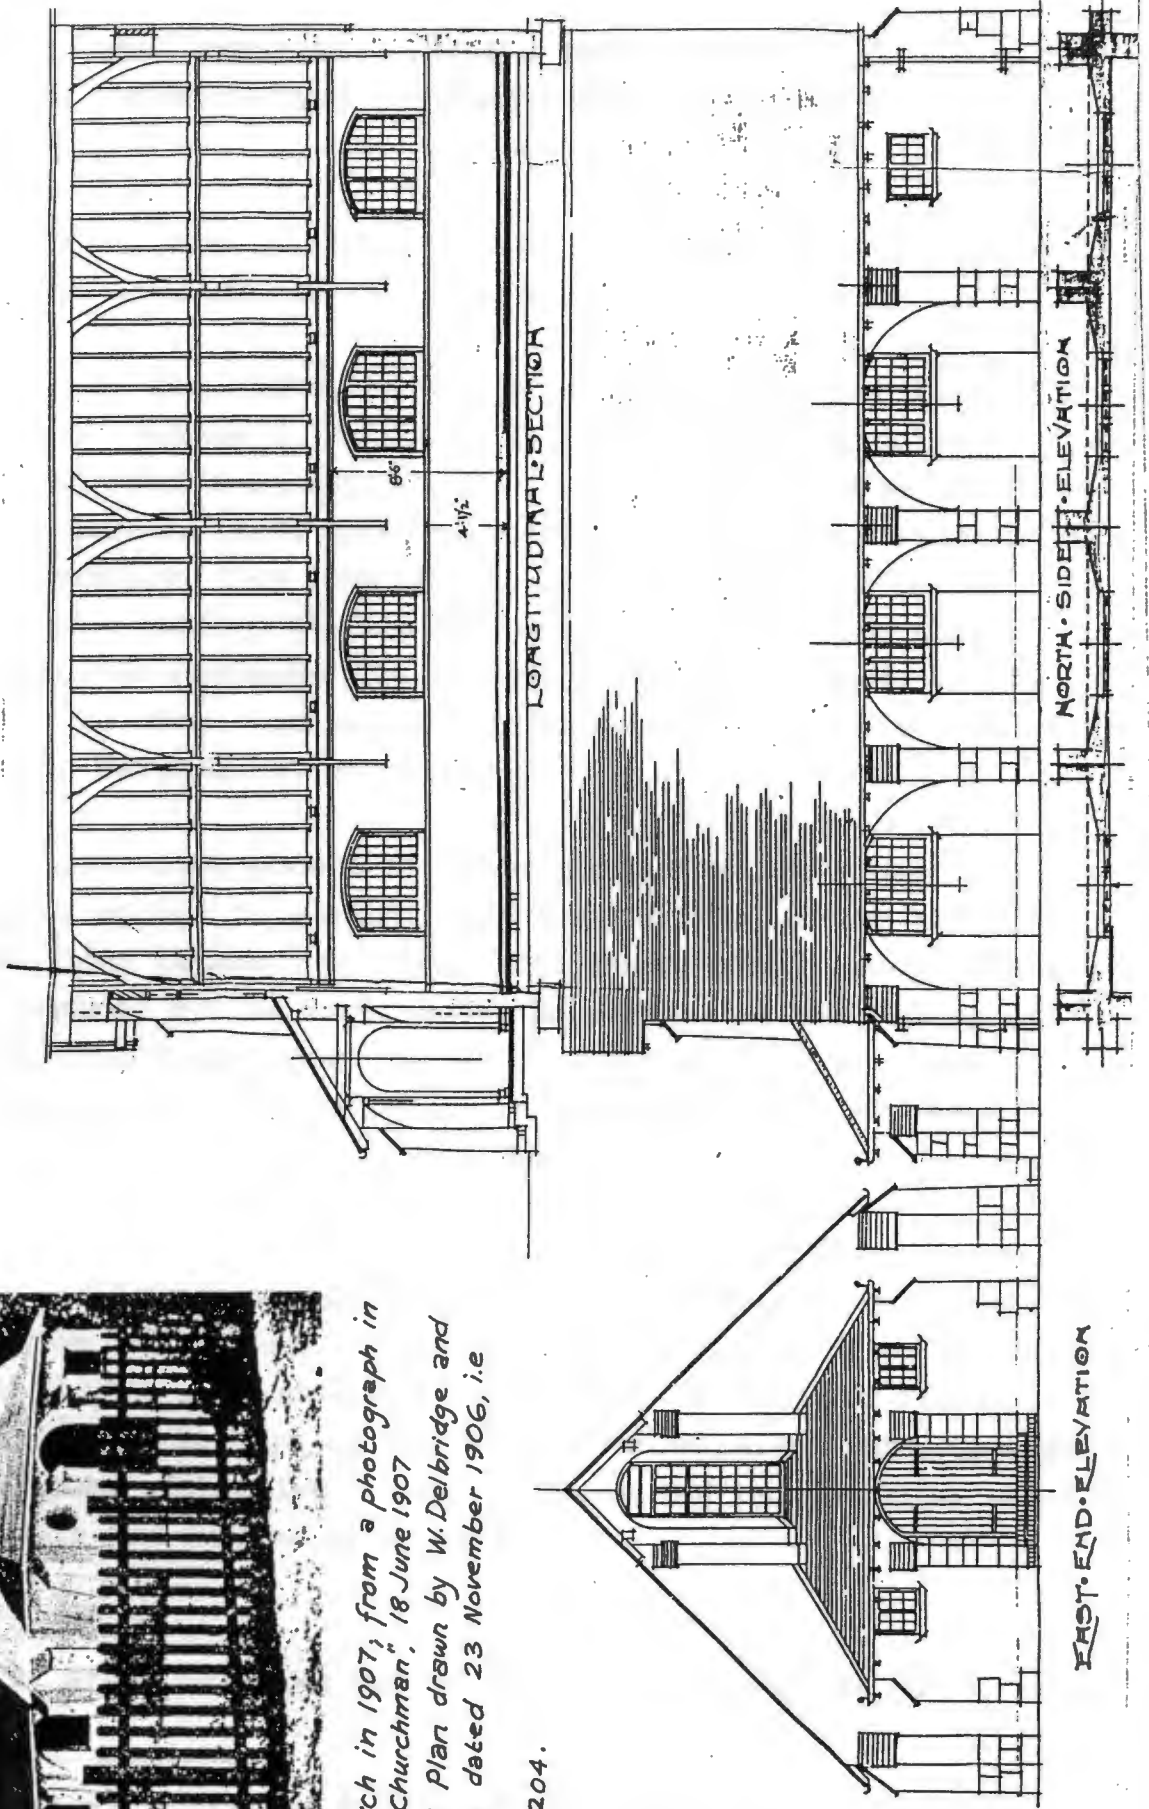 LONGITUDINAL·SECTION
8'6"
4'·1½"
NORTH·SIDE·ELEVATION
EAST·END·ELEVATION
rch in 1907, from a photograph in
Churchman", 18 June 1907
Plan drawn by W. Delbridge and
dated 23 November 1906, i.e
204.